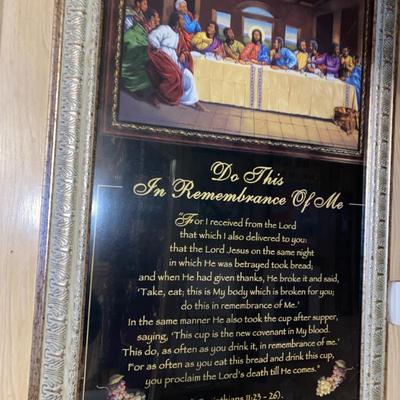 Do This
In Remembrance Of Me
"For I received from the Lord
that which I also delivered to you:
that the Lord Jesus on the same night
in which He was betrayed took bread;
and when He had given thanks, He broke it and said,
'Take, eat; this is My body which is broken for you;
do this in remembrance of Me.'
In the same manner He also took the cup after supper,
saying, 'This cup is the new covenant in My blood.
This do, as often as you drink it, in remembrance of me.'
For as often as you eat this bread and drink this cup,
you proclaim the Lord's death till He comes."
Corinthians 11:23 - 26).